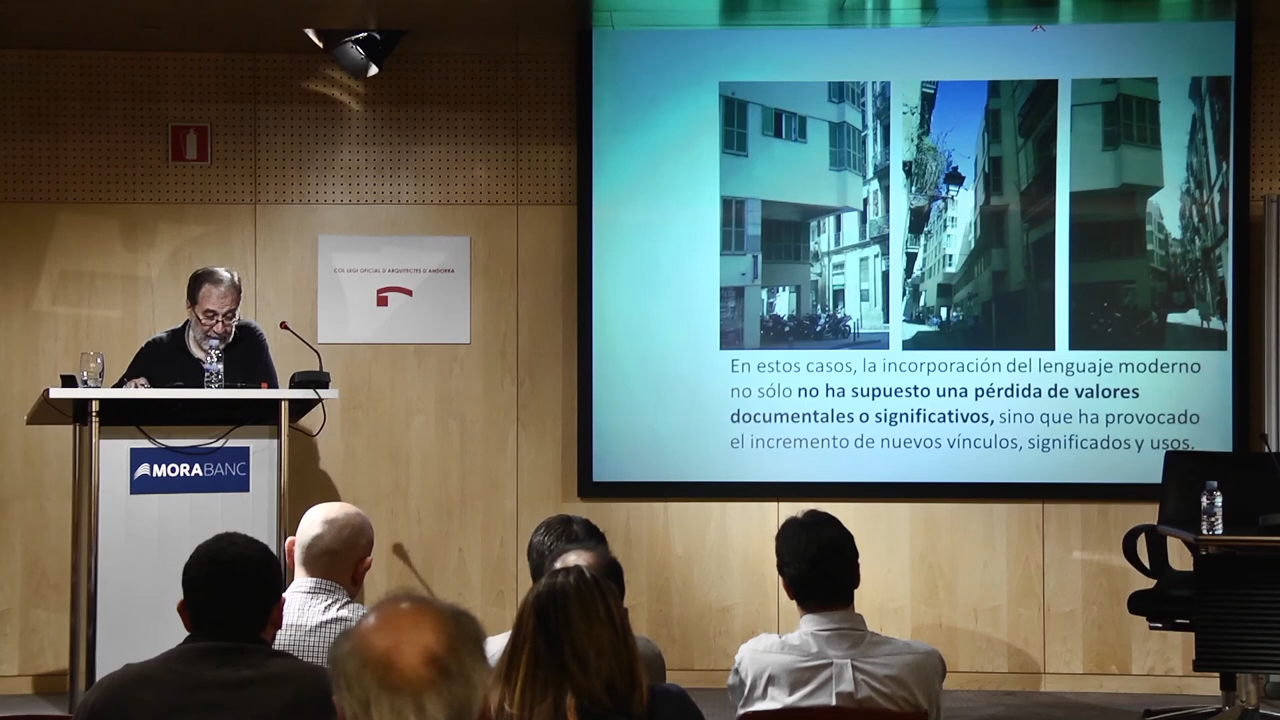 COL·LEGI OFICIAL D'ARQUITECTES D'ANDORRA
MORABANC
En estos casos, la incorporación del lenguaje moderno
no sólo no ha supuesto una pérdida de valores
documentales o significativos, sino que ha provocado
el incremento de nuevos vínculos, significados y usos.